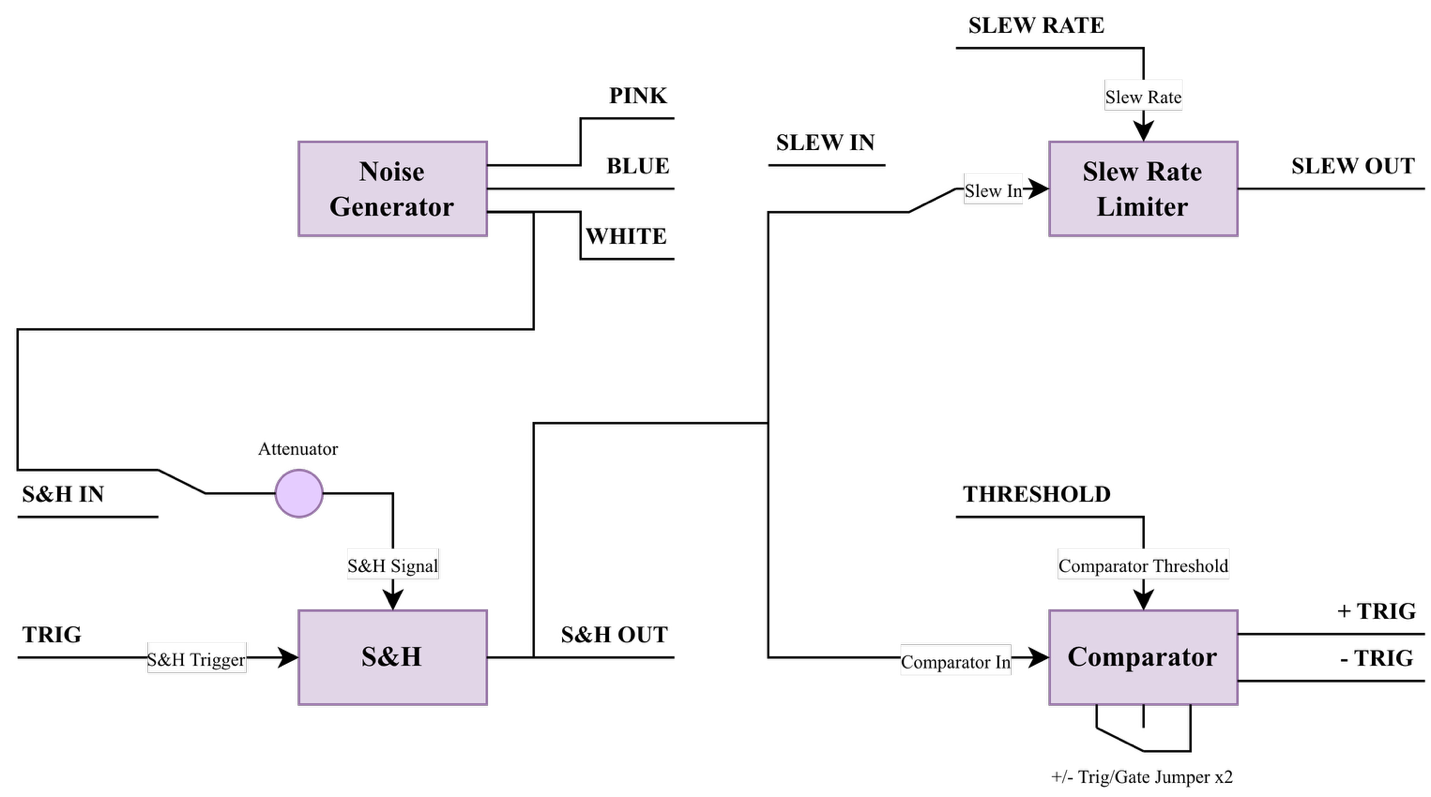 SLEW RATE
Slew Rate
PINK
BLUE
WHITE
Noise
Generator
SLEW IN
Slew In
Slew Rate
Limiter
SLEW OUT
Attenuator
S&H IN
S&H Signal
TRIG
S&H Trigger
S&H
S&H OUT
THRESHOLD
Comparator Threshold
Comparator In
Comparator
+ TRIG
- TRIG
+/- Trig/Gate Jumper x2